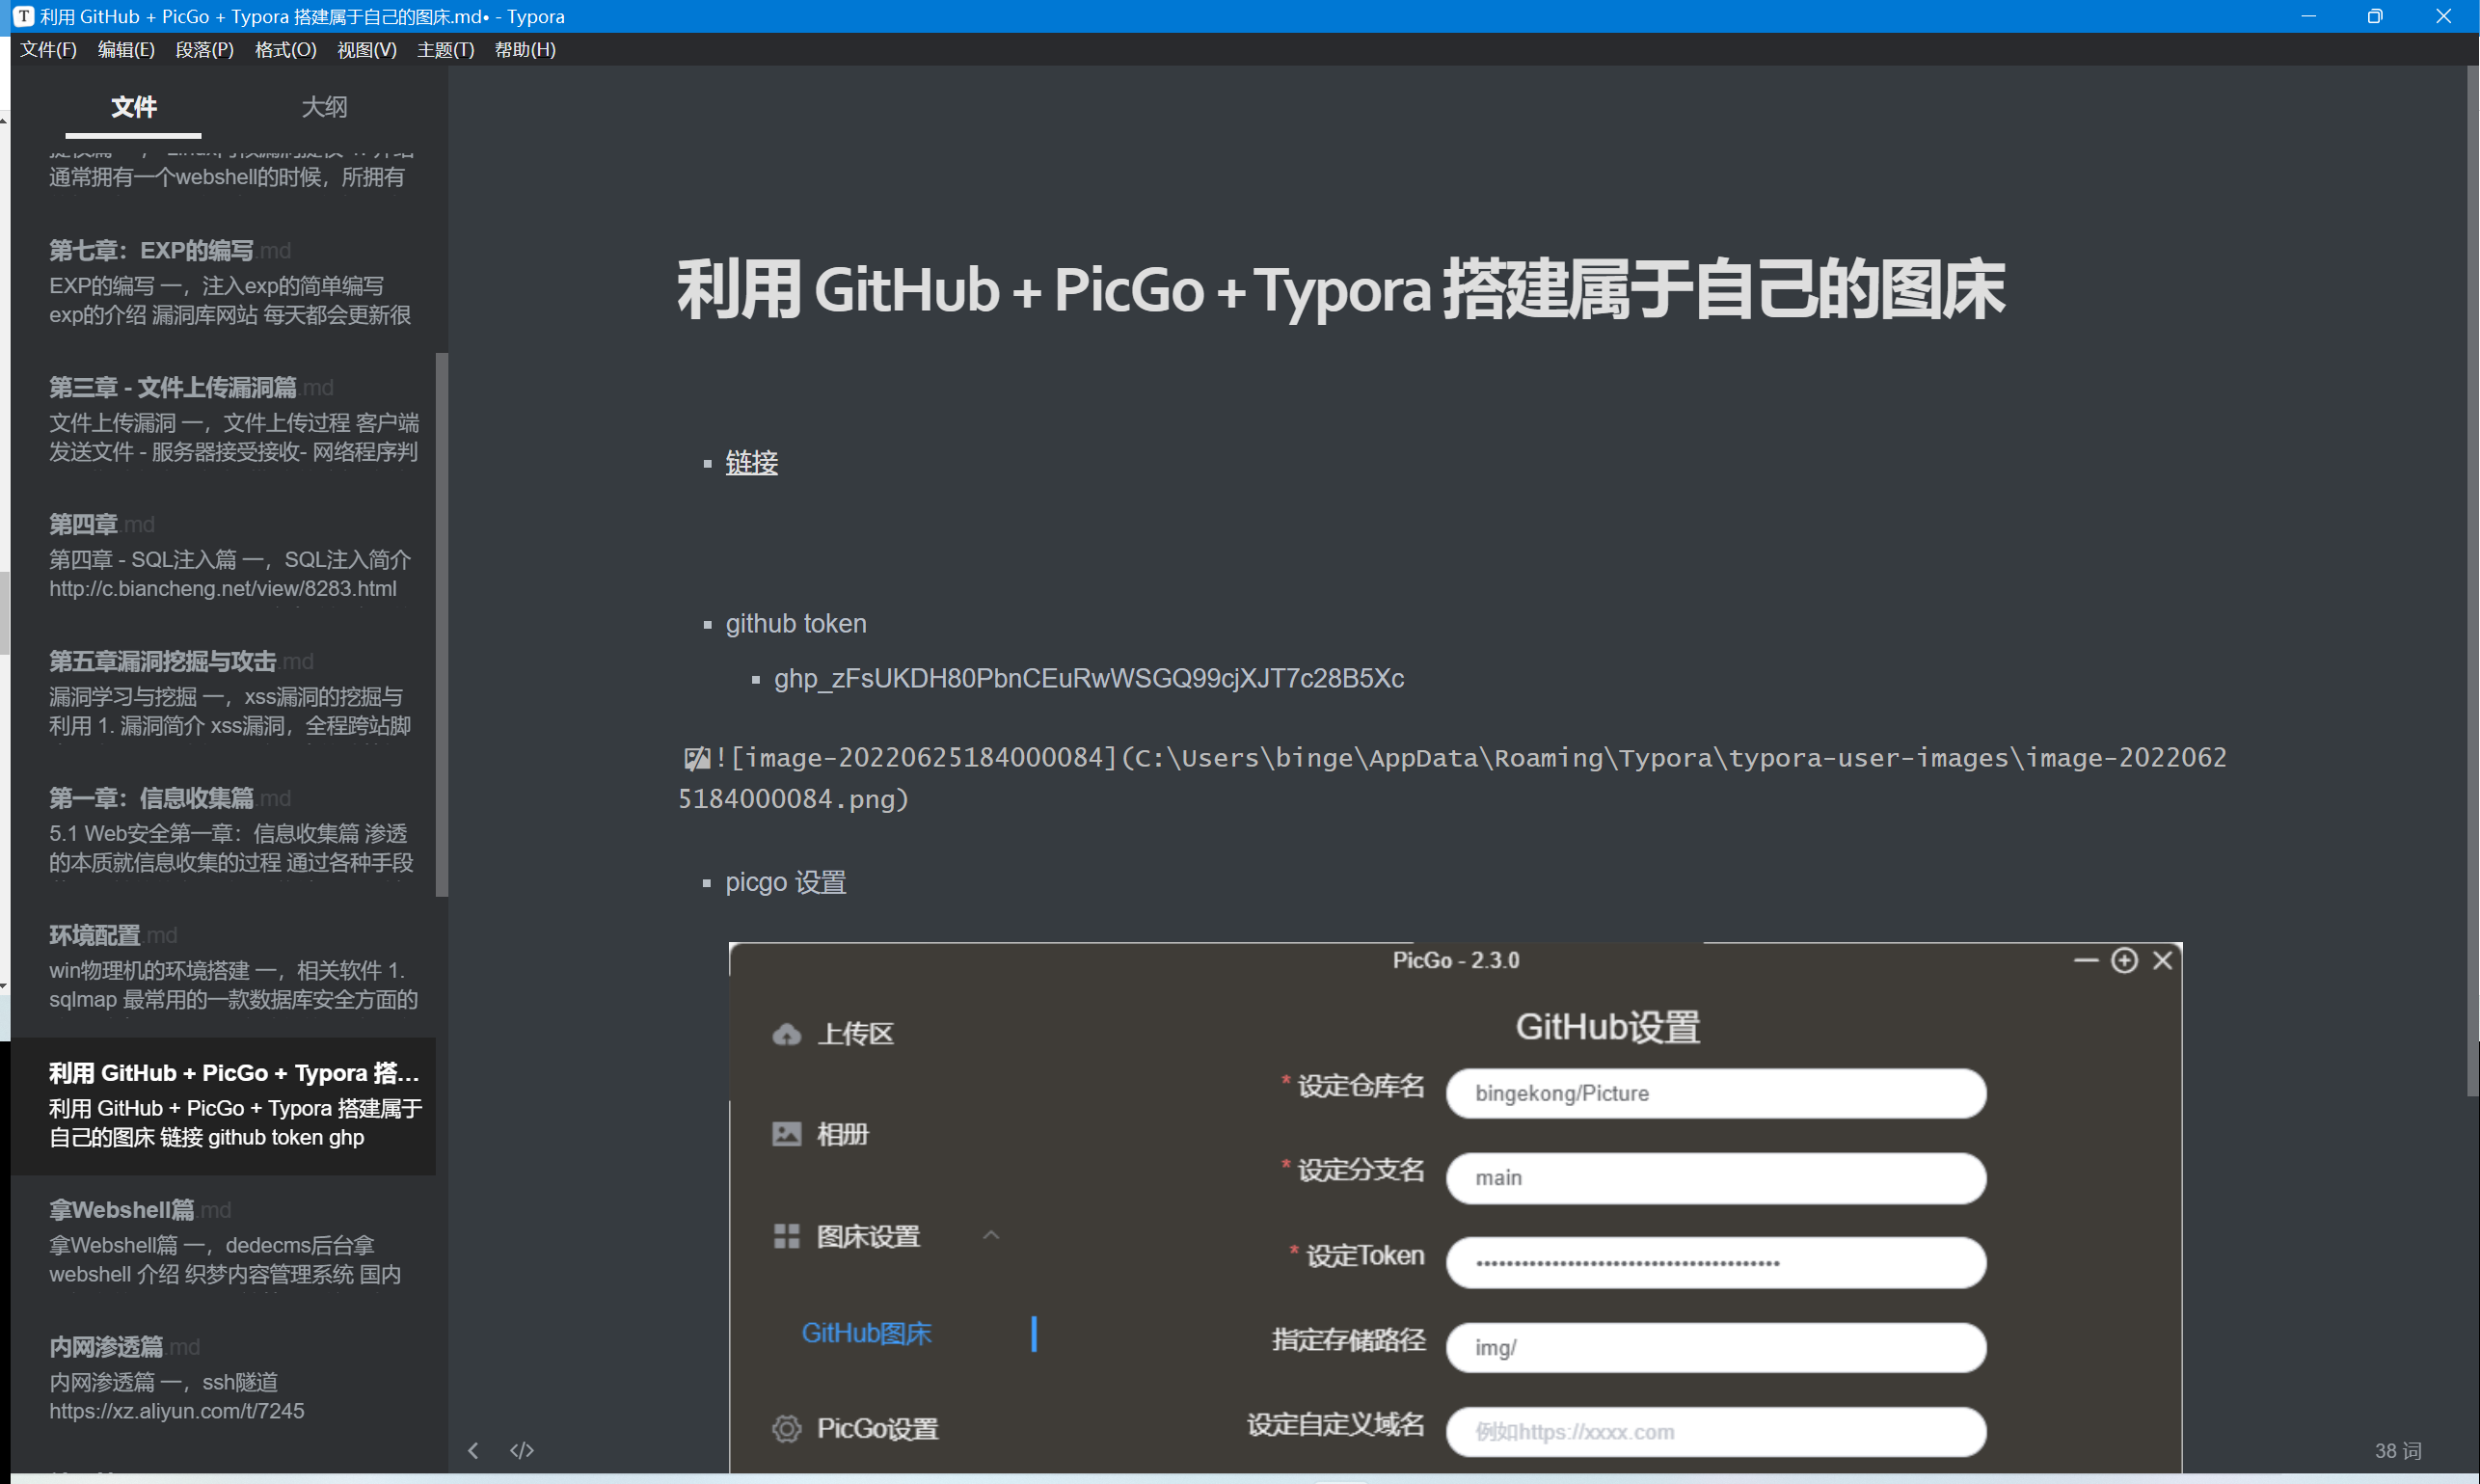 利用 GitHub + PicGo + Typora 搭建属于自己的图床.md• - Typora
文件(F) 编辑(E) 段落(P) 格式(O) 视图(V) 主题(T) 帮助(H)
文件 大纲
通常拥有一个webshell的时候，所拥有
第七章：EXP的编写.md
EXP的编写 一，注入exp的简单编写
exp的介绍 漏洞库网站 每天都会更新很
第三章 - 文件上传漏洞篇.md
文件上传漏洞 一，文件上传过程 客户端
发送文件 - 服务器接受接收- 网络程序判
第四章.md
第四章 - SQL注入篇 一，SQL注入简介
http://c.biancheng.net/view/8283.html
第五章漏洞挖掘与攻击.md
漏洞学习与挖掘 一，xss漏洞的挖掘与
利用 1. 漏洞简介 xss漏洞，全程跨站脚
第一章：信息收集篇.md
5.1 Web安全第一章：信息收集篇 渗透
的本质就信息收集的过程 通过各种手段
环境配置.md
win物理机的环境搭建 一，相关软件 1.
sqlmap 最常用的一款数据库安全方面的
利用 GitHub + PicGo + Typora 搭...
利用 GitHub + PicGo + Typora 搭建属于
自己的图床 链接 github token ghp
拿Webshell篇.md
拿Webshell篇 一，dedecms后台拿
webshell 介绍 织梦内容管理系统 国内
内网渗透篇.md
内网渗透篇 一，ssh隧道
https://xz.aliyun.com/t/7245
利用 GitHub + PicGo + Typora 搭建属于自己的图床
链接
github token
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
![image-20220625184000084](C:\Users\binge\AppData\Roaming\Typora\typora-user-images\image-2022062
5184000084.png)
picgo 设置
PicGo - 2.3.0
上传区
相册
图床设置
GitHub图床
PicGo设置
GitHub设置
* 设定仓库名 bingekong/Picture
* 设定分支名 main
* 设定Token ••••••••••••••••••••••••••••••••••••••••
指定存储路径 img/
设定自定义域名 例如https://xxxx.com
38 词